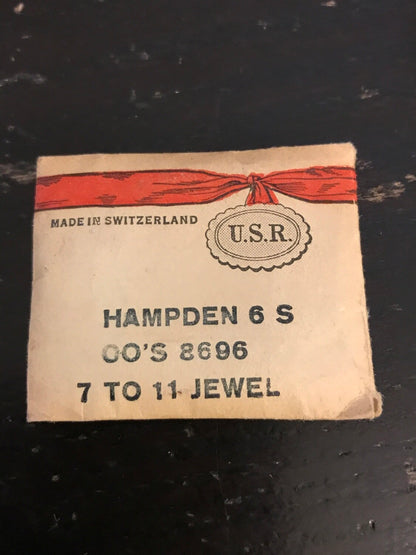 MADE IN SWITZERLAND
U.S.R.
HAMPDEN 6 S
OO'S 8696
7 TO 11 JEWEL